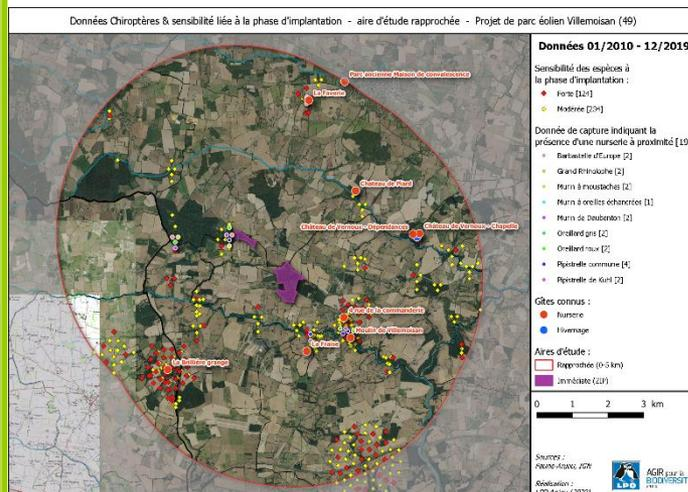 Données Chiroptères & sensibilité liée à la phase d'implantation - aire d'étude rapprochée - Projet de parc éolien Villemoisan (49)
Parc ancienne Maison de convalescence
La Faverie
Château de Piard
Château de Vernoux - Dépendances
Château de Vernoux - Chapelle
4 rue de la commanderie
Moulin de Villemoisan
La Fraise
La Brillière grange
Données 01/2010 - 12/2019
Sensibilité des espèces à
la phase d'implantation :
Forte [124]
Modérée [234]
Donnée de capture indiquant la
présence d'une nurserie à proximité [19
Barbastelle d'Europe [2]
Grand Rhinolophe [2]
Murin à moustaches [2]
Murin à oreilles échancrées [1]
Murin de Daubenton [2]
Oreillard gris [2]
Oreillard roux [2]
Pipistrelle commune [4]
Pipistrelle de Kuhl [2]
Gîtes connus :
Nurserie
Hivernage
Aires d'étude :
Rapprochée (0-5 km)
Immédiate (ZIP)
0 1 2 3 km
Sources :
Faune-Anjou, IGN
Réalisation :
LPO Anjou (2020)
LPO
AGIR pour la
BIODIVERSITÉ